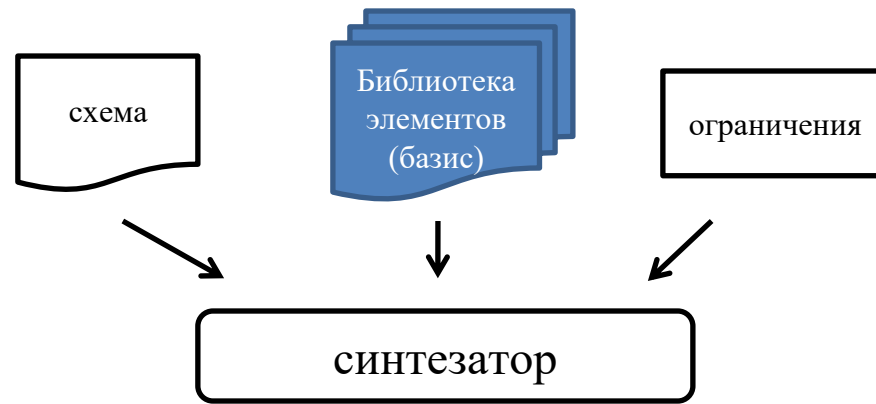 схема
Библиотека
элементов
(базис)
ограничения
синтезатор